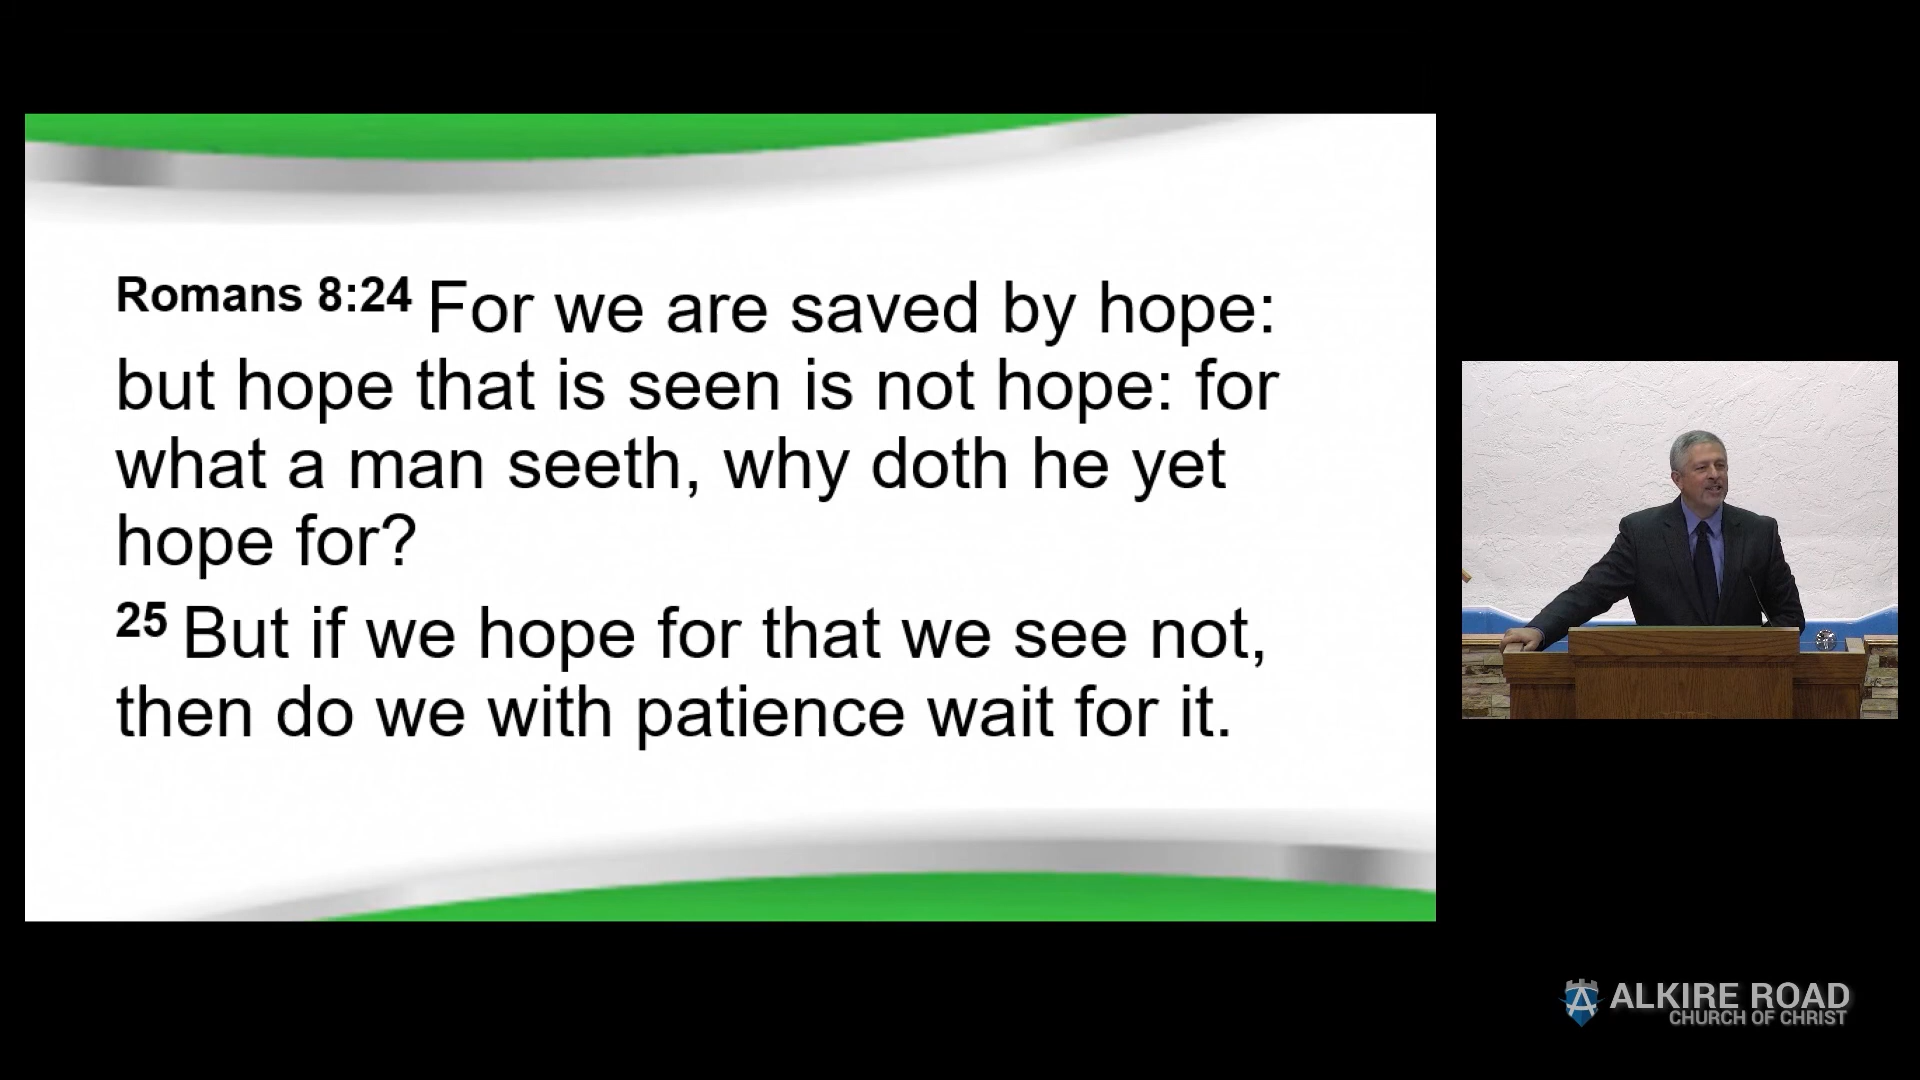 Romans 8:24 For we are saved by hope:
but hope that is seen is not hope: for
what a man seeth, why doth he yet
hope for?
25 But if we hope for that we see not,
then do we with patience wait for it.
ALKIRE ROAD
CHURCH OF CHRIST